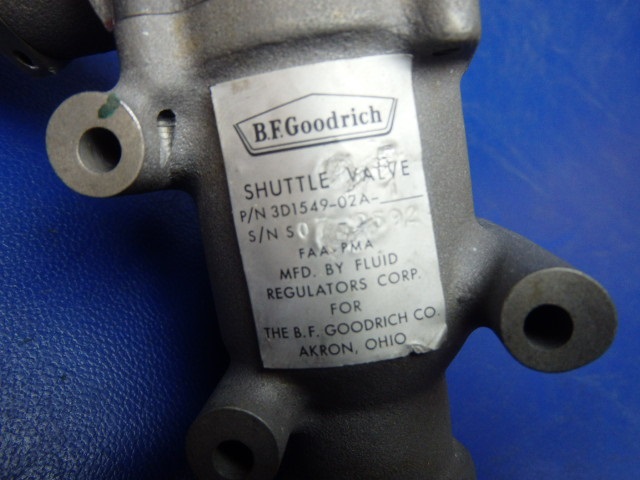 B.F.Goodrich
SHUTTLE VALVE
P/N 3D1549-02A-
S/N S
FAA-PMA
MFD. BY FLUID
REGULATORS CORP.
FOR
THE B.F. GOODRICH CO.
AKRON, OHIO